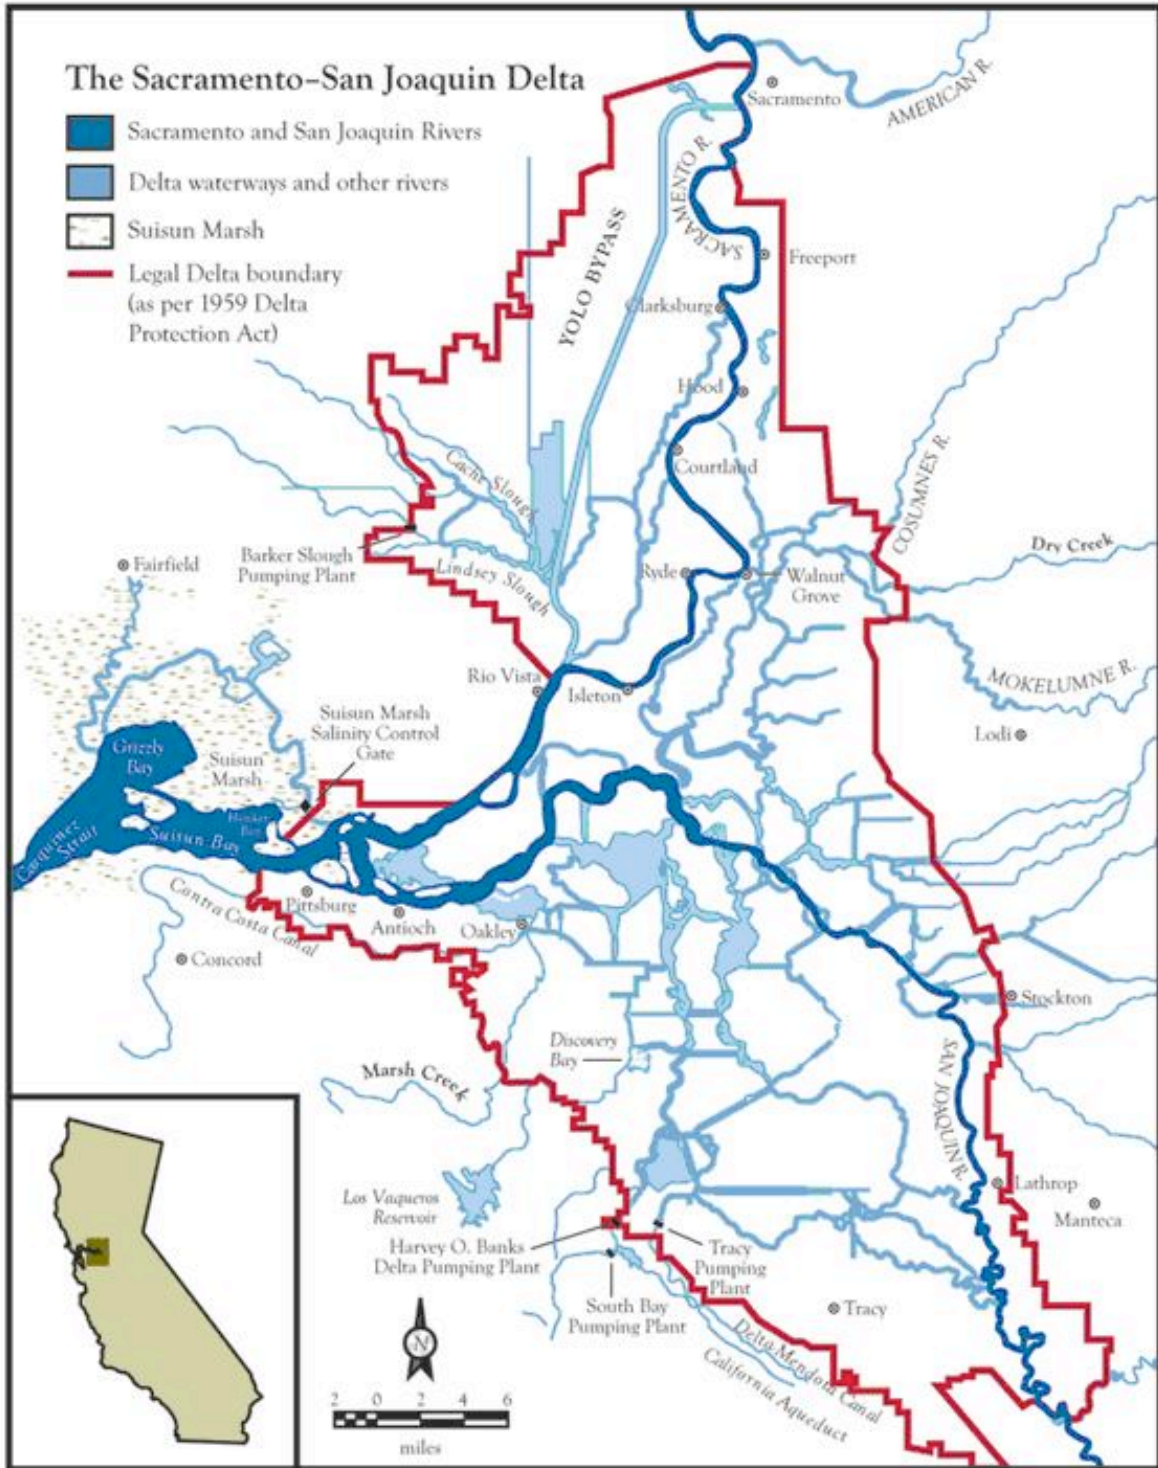 The Sacramento–San Joaquin Delta
Sacramento and San Joaquin Rivers
Delta waterways and other rivers
Suisun Marsh
Legal Delta boundary
(as per 1959 Delta
Protection Act)
Sacramento
AMERICAN R.
SACRAMENTO R.
YOLO BYPASS
Freeport
Clarksburg
Hood
Courtland
COSUMNES R.
Cache Slough
Dry Creek
Barker Slough
Pumping Plant
Lindsey Slough
Fairfield
Ryde
Walnut
Grove
MOKELUMNE R.
Rio Vista
Isleton
Suisun Marsh
Salinity Control
Gate
Lodi
Grizzly
Bay
Suisun
Marsh
Honker
Bay
Carquinez
Strait
Suisun Bay
Contra Costa
Canal
Pittsburg
Antioch
Oakley
Concord
Stockton
Discovery
Bay
Marsh Creek
SAN JOAQUIN R.
Los Vaqueros
Reservoir
Lathrop
Manteca
Harvey O. Banks
Delta Pumping Plant
Tracy
Pumping
Plant
South Bay
Pumping Plant
Tracy
Delta Mendota Canal
California Aqueduct
N
2 0 2 4 6
miles